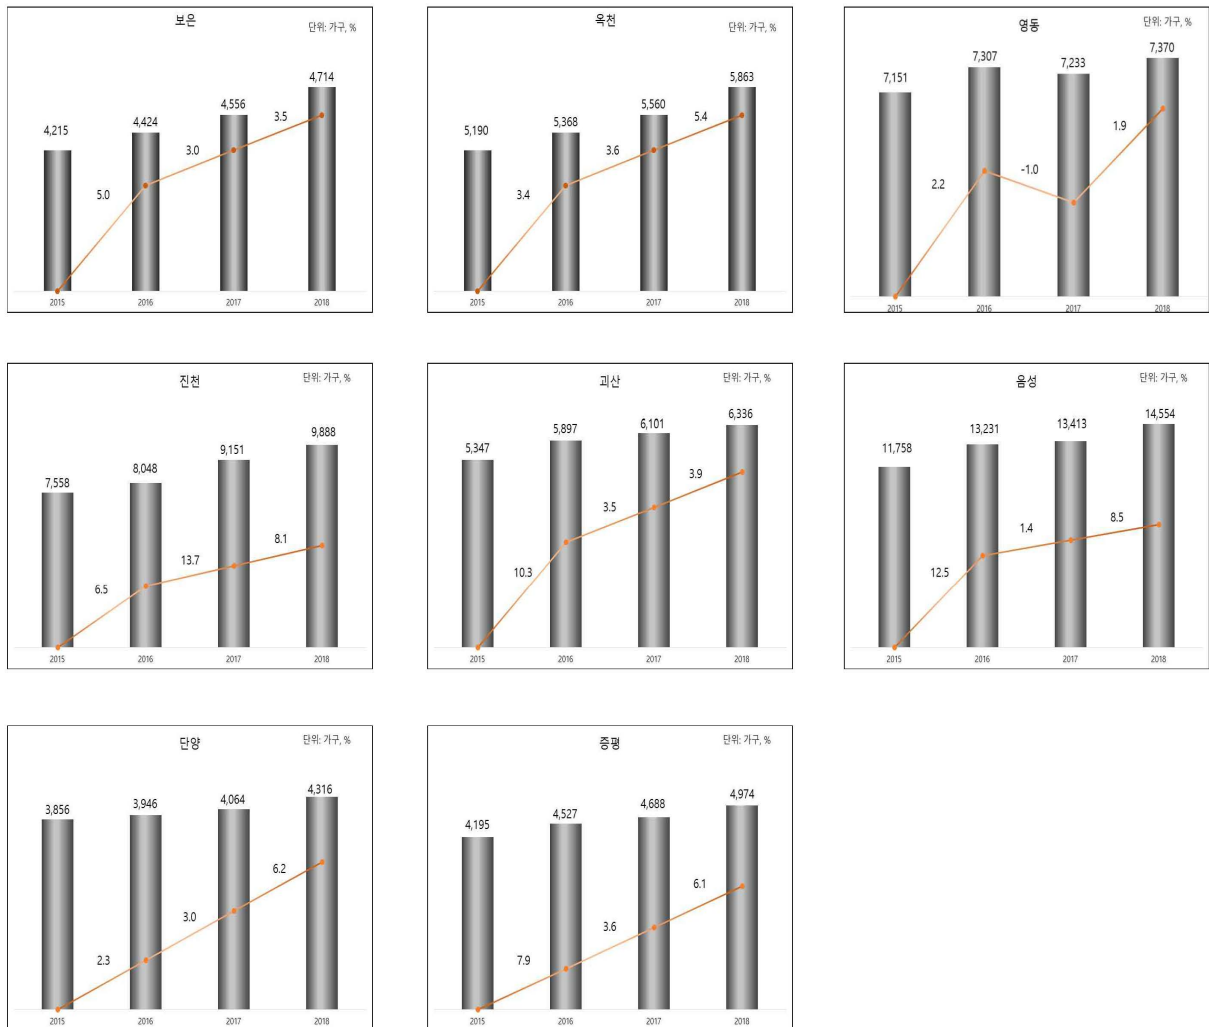 보은
단위: 가구, %
4,215
4,424
4,556
4,714
5.0
3.0
3.5
2015 2016 2017 2018
옥천
단위: 가구, %
5,190
5,368
5,560
5,863
3.4
3.6
5.4
2015 2016 2017 2018
영동
단위: 가구, %
7,151
7,307
7,233
7,370
2.2
-1.0
1.9
2015 2016 2017 2018
진천
단위: 가구, %
7,558
8,048
9,151
9,888
6.5
13.7
8.1
2015 2016 2017 2018
괴산
단위: 가구, %
5,347
5,897
6,101
6,336
10.3
3.5
3.9
2015 2016 2017 2018
음성
단위: 가구, %
11,758
13,231
13,413
14,554
12.5
1.4
8.5
2015 2016 2017 2018
단양
단위: 가구, %
3,856
3,946
4,064
4,316
2.3
3.0
6.2
2015 2016 2017 2018
증평
단위: 가구, %
4,195
4,527
4,688
4,974
7.9
3.6
6.1
2015 2016 2017 2018